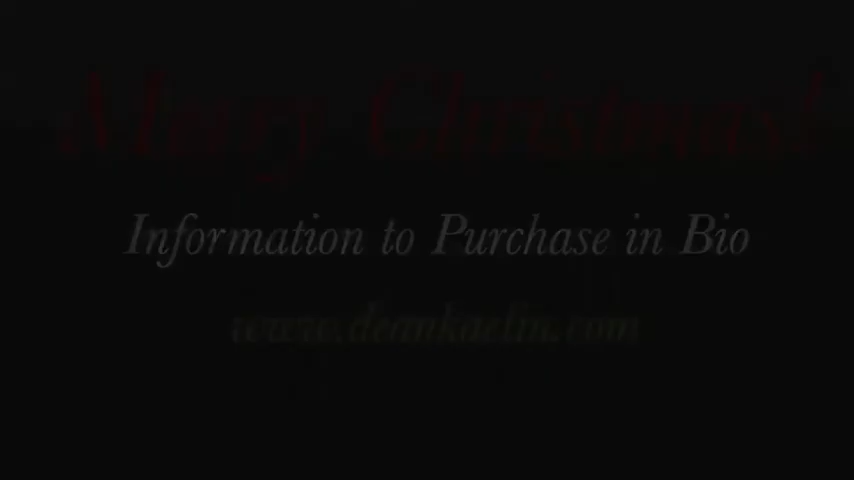 Merry Christmas!
Information to Purchase in Bio
www.deankaelin.com